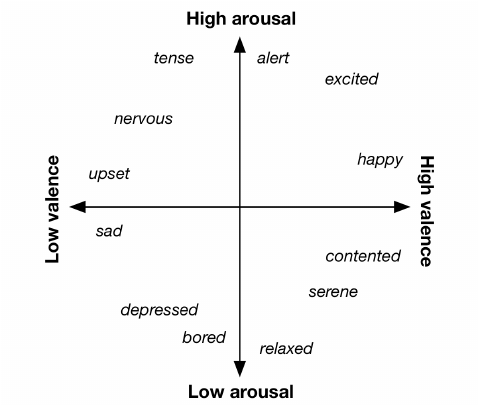 High arousal
tense
alert
excited
nervous
happy
upset
Low valence
High valence
sad
contented
serene
depressed
bored
relaxed
Low arousal